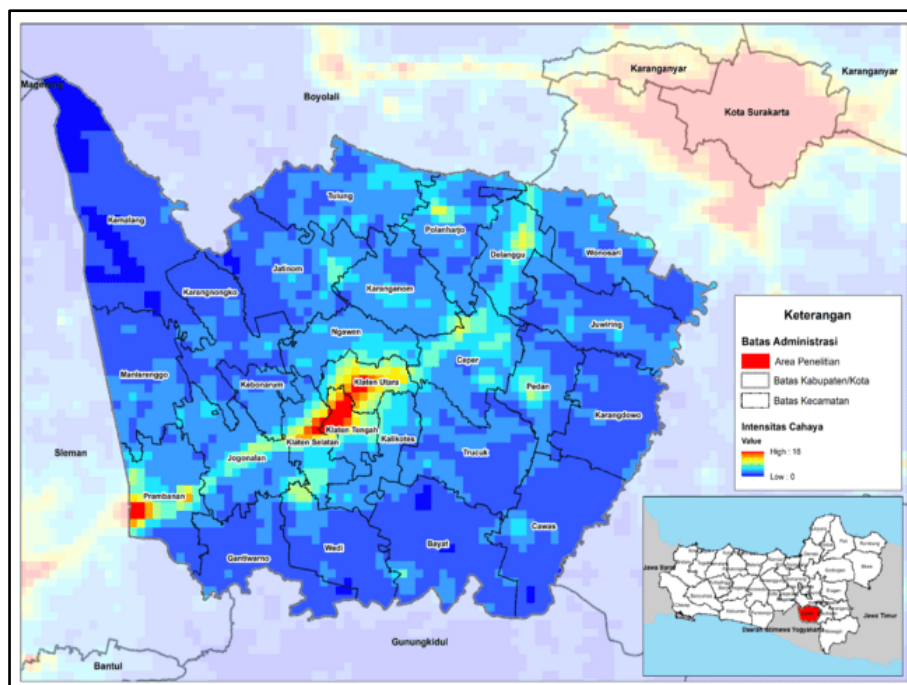 Karanganyar
Karanganyar
Magelang
Boyolali
Kota Surakarta
Tulung
Kemalang
Polanharjo
Delanggu
Wonosari
Jatinom
Karangnongko
Karanganom
Ngawen
Juwiring
Manisrenggo
Kebonarum
Klaten Utara
Ceper
Pedan
Karangdowo
Klaten Tengah
Klaten Selatan
Kalikotes
Sleman
Jogonalan
Trucuk
Prambanan
Cawas
Gantiwarno
Wedi
Bayat
Gunungkidul
Bantul
Keterangan
Batas Administrasi
Area Penelitian
Batas Kabupaten/Kota
Batas Kecamatan
Intensitas Cahaya
Value
High : 18
Low : 0
Jawa Barat
Jawa Timur
Daerah Istimewa Yogyakarta